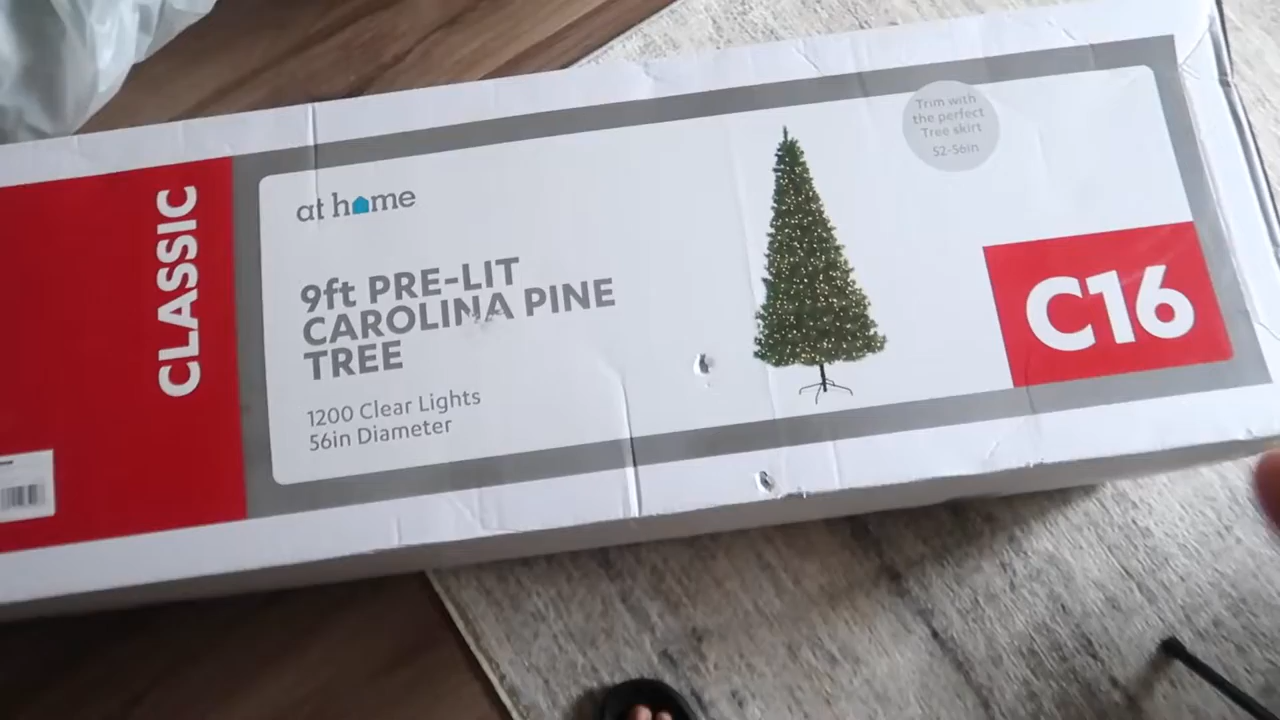 CLASSIC
at home
9ft PRE-LIT
CAROLINA PINE
TREE
1200 Clear Lights
56in Diameter
Trim with
the perfect
Tree skirt
52-56in
C16